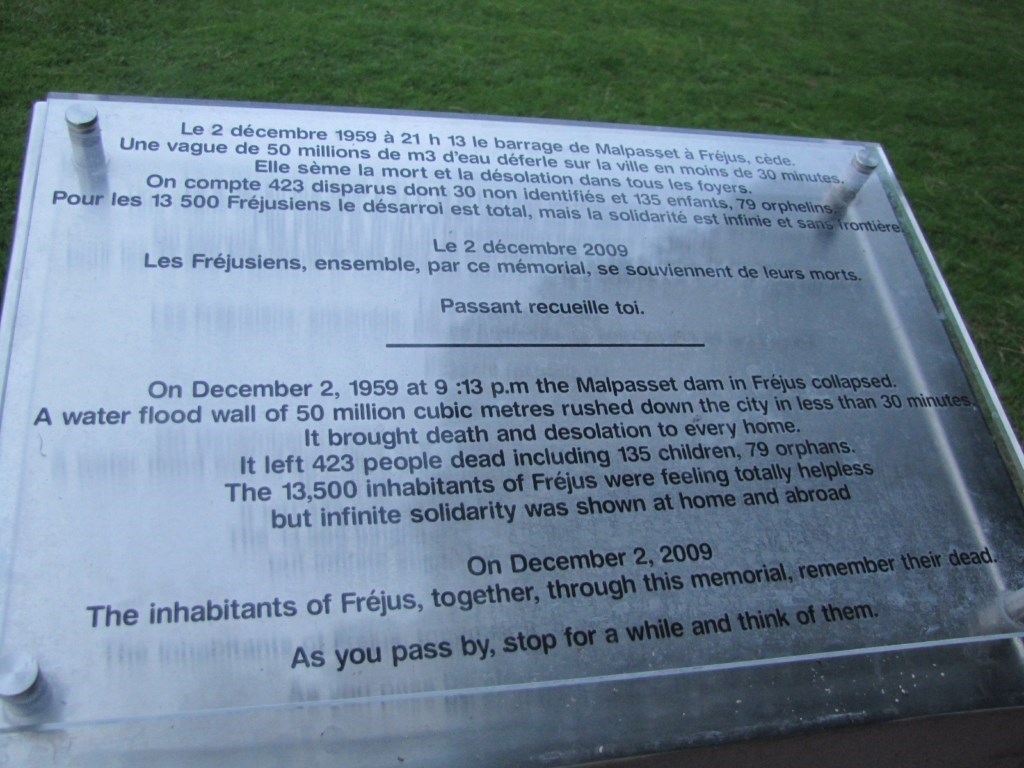 Le 2 décembre 1959 à 21 h 13 le barrage de Malpasset à Fréjus, cède.
Une vague de 50 millions de m3 d'eau déferle sur la ville en moins de 30 minutes.
Elle sème la mort et la désolation dans tous les foyers.
On compte 423 disparus dont 30 non identifiés et 135 enfants, 79 orphelins.
Pour les 13 500 Fréjusiens le désarroi est total, mais la solidarité est infinie et sans frontière.
Le 2 décembre 2009
Les Fréjusiens, ensemble, par ce mémorial, se souviennent de leurs morts.
Passant recueille toi.
On December 2, 1959 at 9 :13 p.m the Malpasset dam in Fréjus collapsed.
A water flood wall of 50 million cubic metres rushed down the city in less than 30 minutes.
It brought death and desolation to every home.
It left 423 people dead including 135 children, 79 orphans.
The 13,500 inhabitants of Fréjus were feeling totally helpless
but infinite solidarity was shown at home and abroad
On December 2, 2009
The inhabitants of Fréjus, together, through this memorial, remember their dead.
As you pass by, stop for a while and think of them.